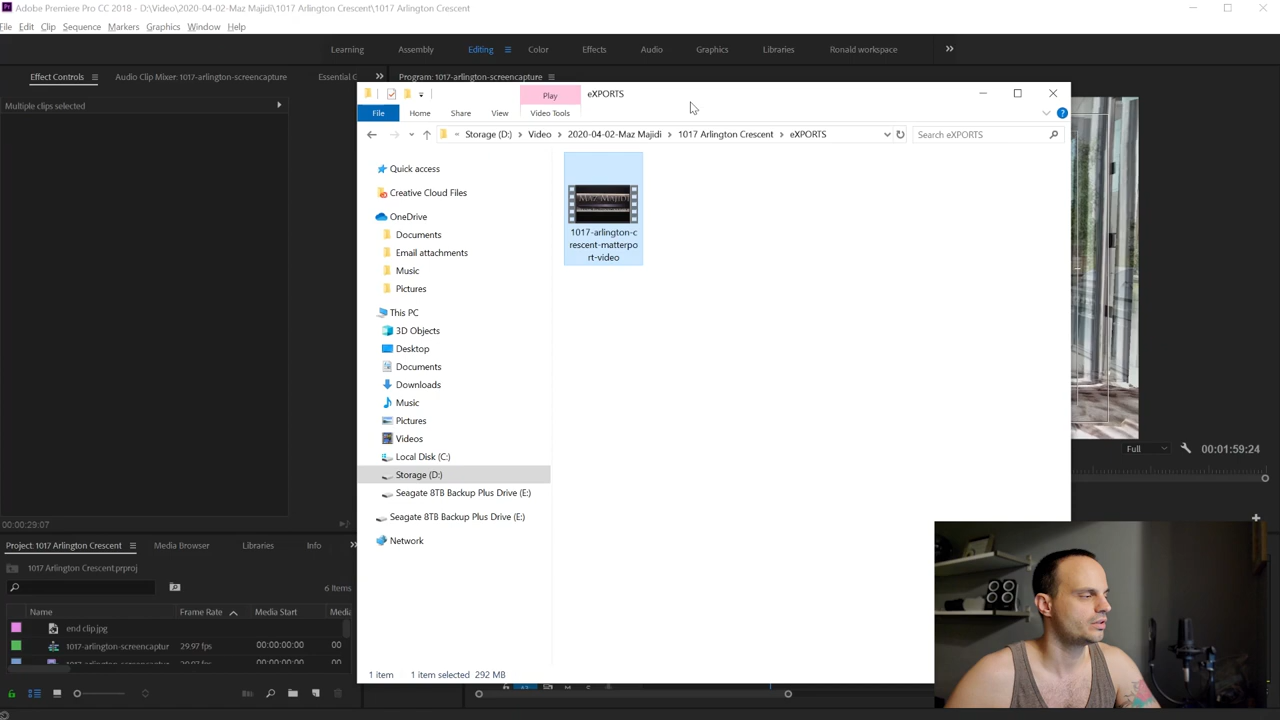 Adobe Premiere Pro CC 2018 - D:\Video\2020-04-02-Maz Majidi\1017 Arlington Crescent\1017 Arlington Crescent
File Edit Clip Sequence Markers Graphics Window Help
Learning Assembly Editing Color Effects Audio Graphics Libraries Ronald workspace
Effect Controls Audio Clip Mixer: 1017-arlington-screencapture Essential G Program: 1017-arlington-screencapture
Multiple clips selected
Play eXPORTS
File Home Share View Video Tools
Storage (D:) Video 2020-04-02-Maz Majidi 1017 Arlington Crescent eXPORTS Search eXPORTS
Quick access
Creative Cloud Files
OneDrive
Documents
Email attachments
Music
Pictures
This PC
3D Objects
Desktop
Documents
Downloads
Music
Pictures
Videos
Local Disk (C:)
Storage (D:)
Seagate 8TB Backup Plus Drive (E:)
Seagate 8TB Backup Plus Drive (E:)
Network
MAZ MAJIDI
1017-arlington-c
rescent-matterpo
rt-video
Full 00:01:59:24
00:00:29:07
Project: 1017 Arlington Crescent Media Browser Libraries Info
1017 Arlington Crescent.prproj
6 Items
Name Frame Rate Media Start Media
end clip.jpg
1017-arlington-screencaptur 29.97 fps 00:00:00:00 00
1 item 1 item selected 292 MB